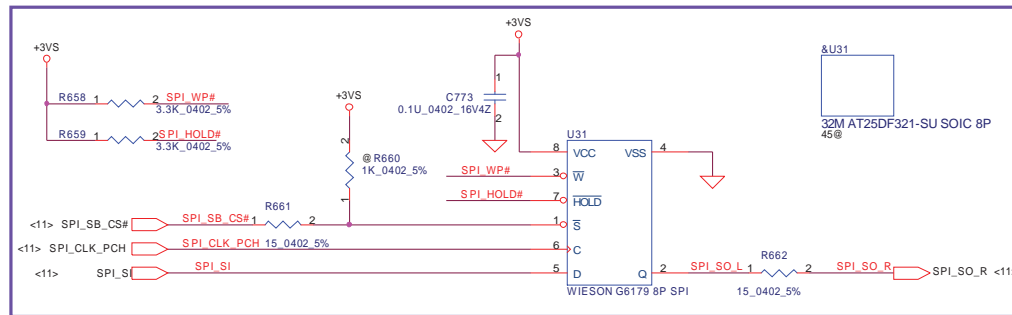 +3VS
+3VS
&U31
R658 1 2 SPI_WP#
3.3K_0402_5%
R659 1 2 SPI_HOLD#
3.3K_0402_5%
+3VS
1
C773
0.1U_0402_16V4Z
2
32M AT25DF321-SU SOIC 8P
45@
2
@ R660
1K_0402_5%
1
U31
8 VCC VSS 4
SPI_WP# 3 W
SPI_HOLD# 7 HOLD
<11> SPI_SB_CS# SPI_SB_CS# 1 R661 2 1 S
<11> SPI_CLK_PCH SPI_CLK_PCH 15_0402_5% 6 C
<11> SPI_SI SPI_SI 5 D Q 2 SPI_SO_L 1 R662 2 SPI_SO_R SPI_SO_R <11
WIESON G6179 8P SPI
15_0402_5%